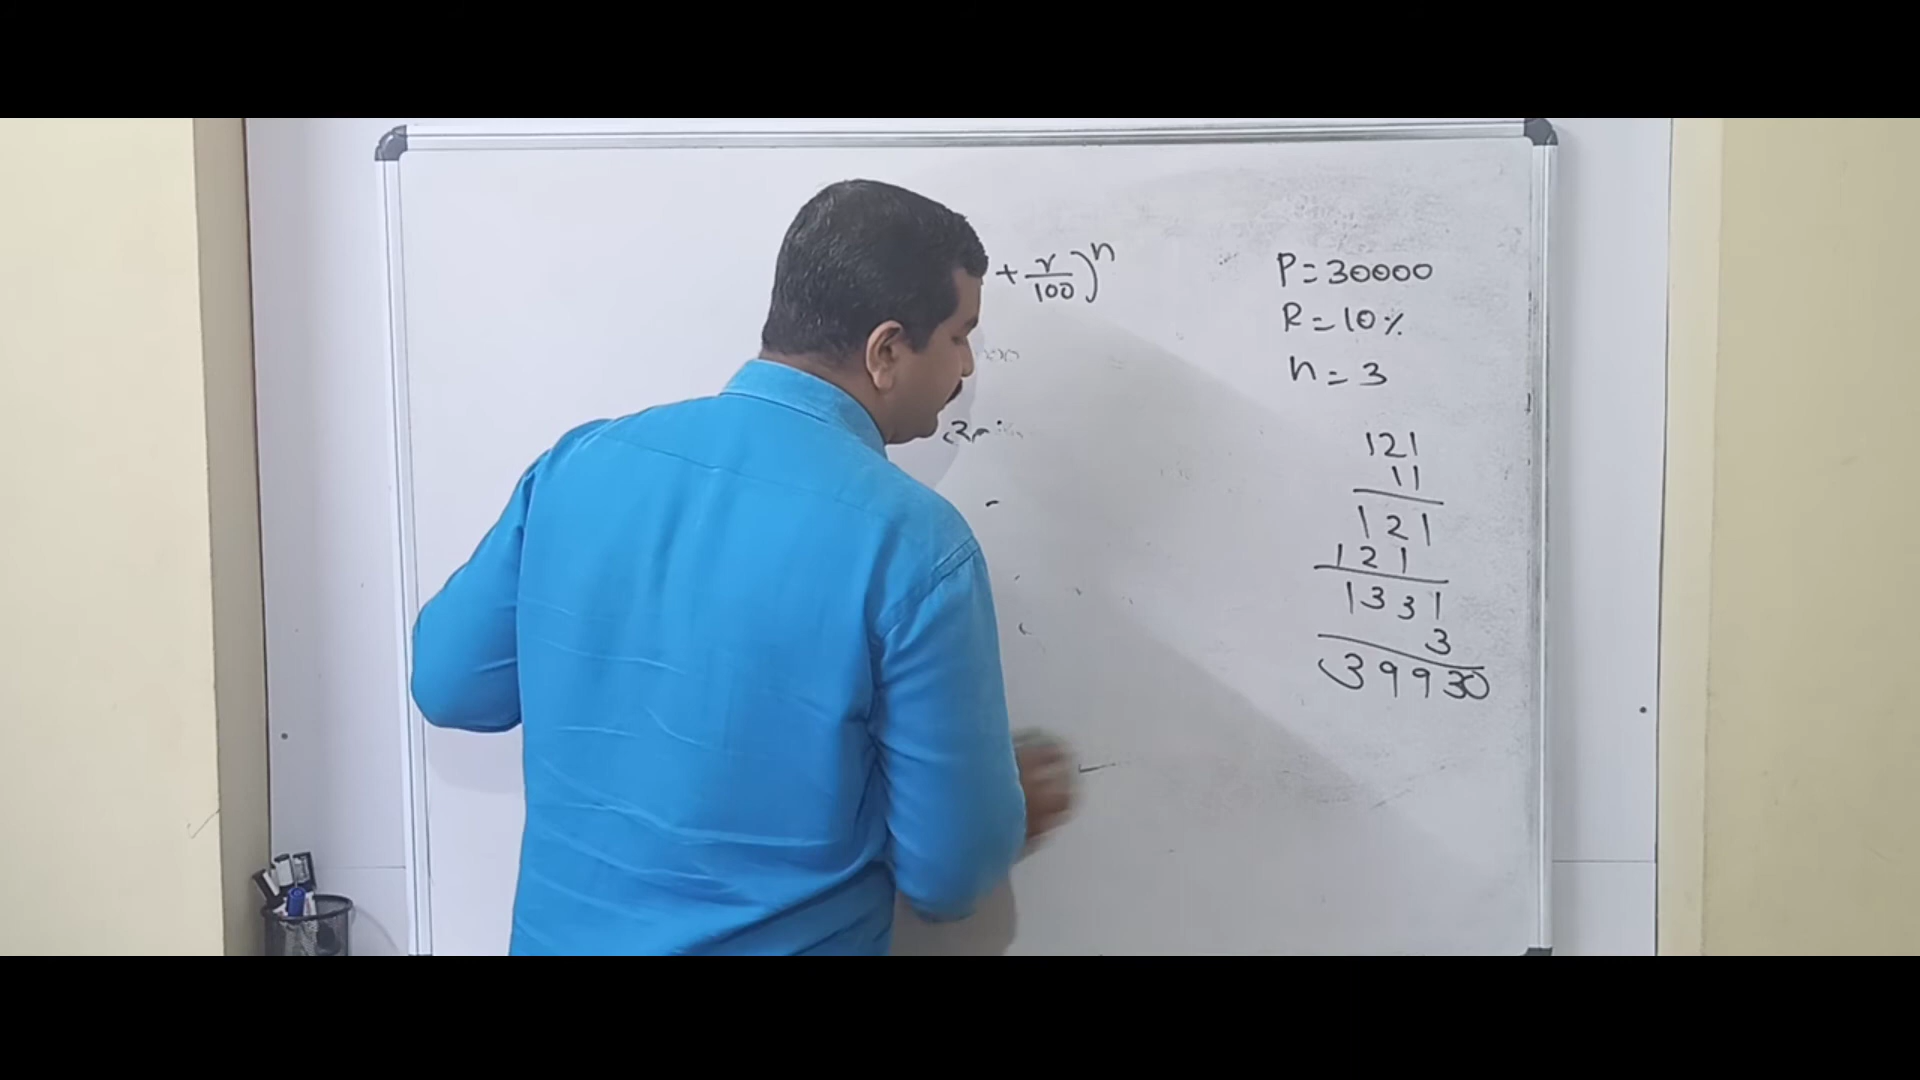 + r/100)^n
P = 30000
R = 10%
n = 3
121
11
121
121
1331
3
39930